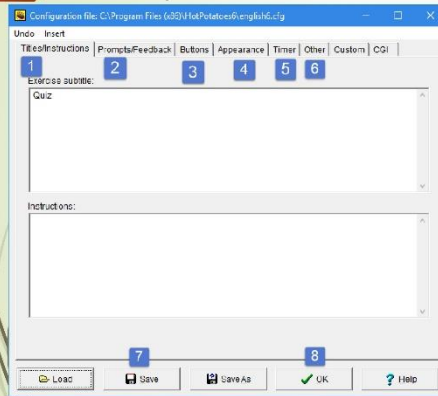 Configuration file: C:\Program Files (x86)\HotPotatoes6\english6.cfg
Undo Insert
Titles/Instructions Prompts/Feedback Buttons Appearance Timer Other Custom CGI
1 2 3 4 5 6
Exercise subtitle:
Quiz
Instructions:
7 8
Load Save Save As OK ? Help